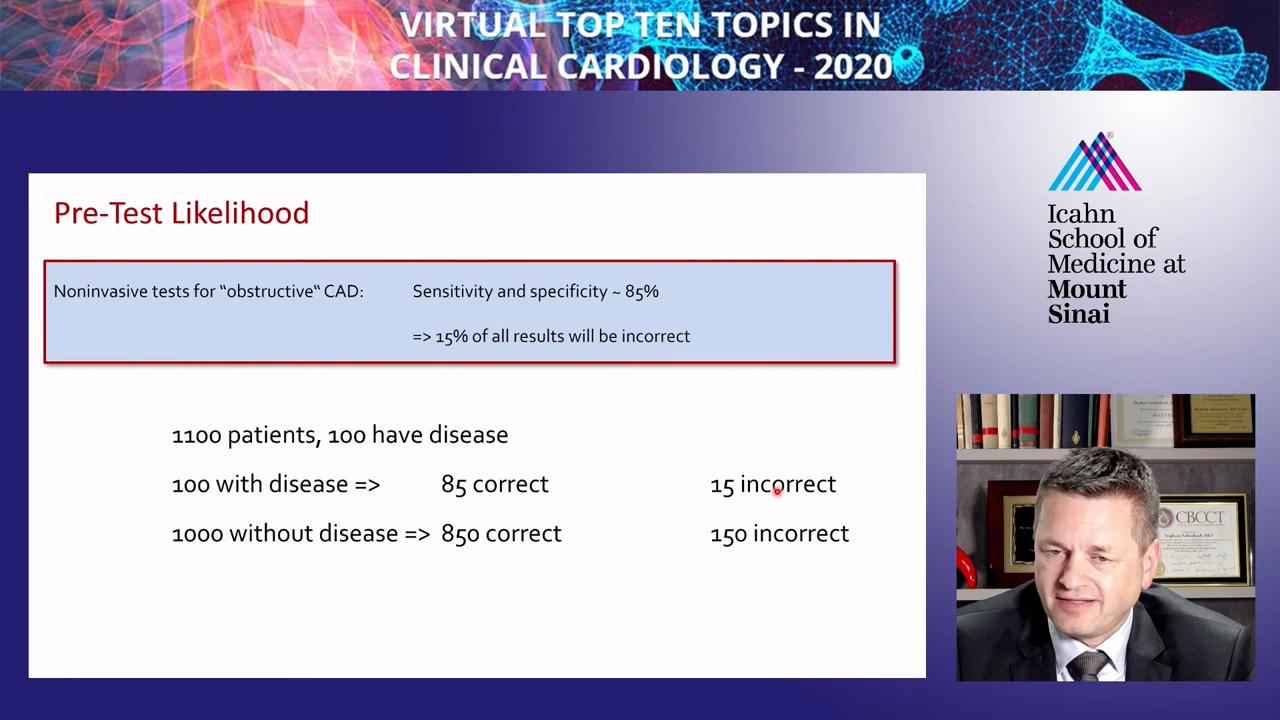 VIRTUAL TOP TEN TOPICS IN
CLINICAL CARDIOLOGY - 2020
Pre-Test Likelihood
Noninvasive tests for “obstructive“ CAD: Sensitivity and specificity ~ 85%
=> 15% of all results will be incorrect
1100 patients, 100 have disease
100 with disease => 85 correct 15 incorrect
1000 without disease => 850 correct 150 incorrect
®
Icahn
School of
Medicine at
Mount
Sinai
CBCCT